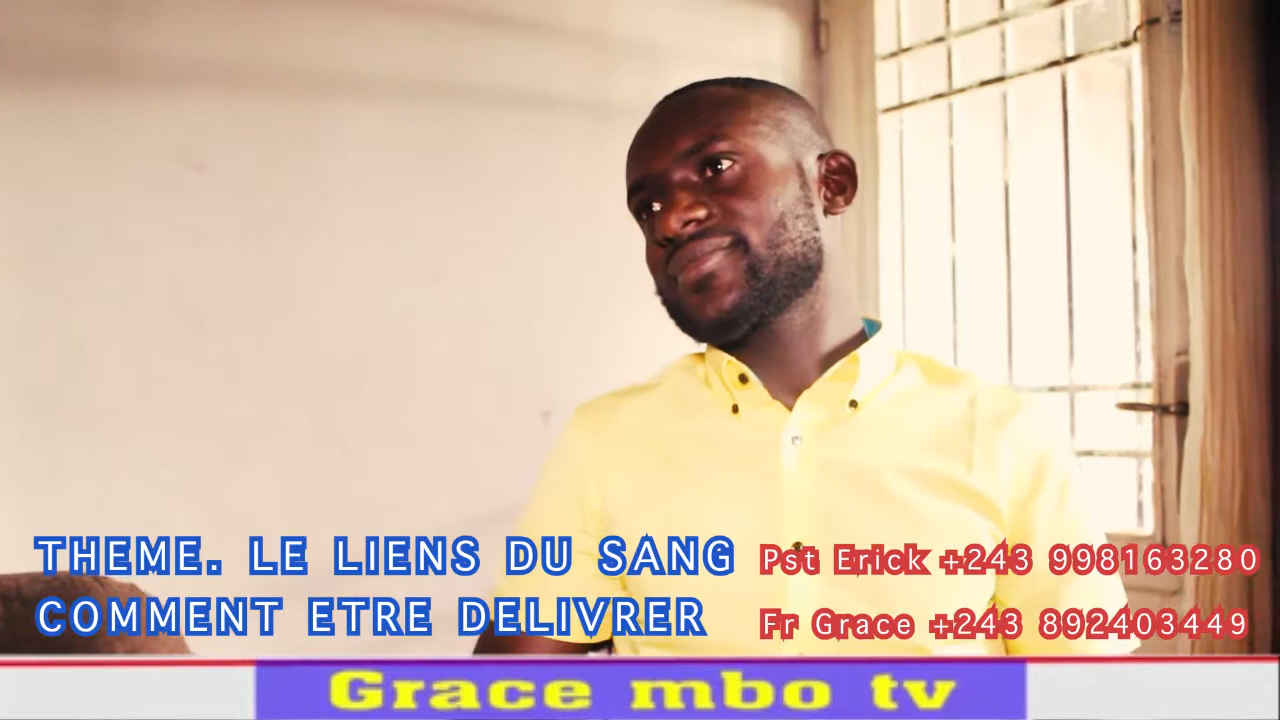 THEME. LE LIENS DU SANG
COMMENT ETRE DELIVRER
Pst Erick +243 998163280
Fr Grace +243 892403449
Grace mbo tv